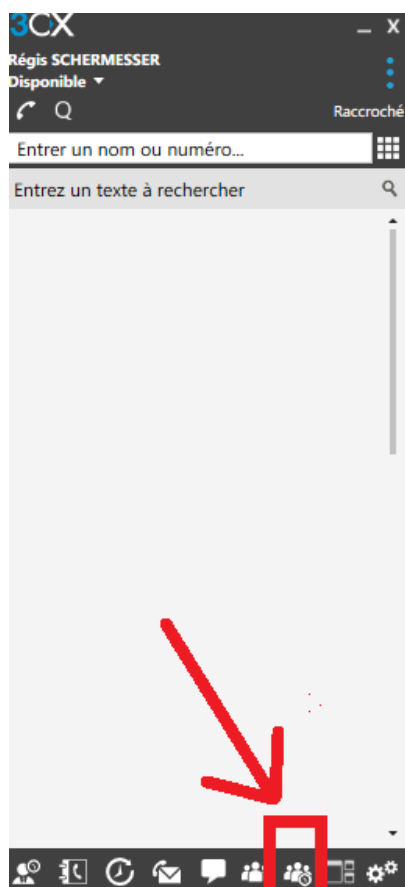 3CX
Régis SCHERMESSER
Disponible
Q
Raccroché
Entrer un nom ou numéro...
Entrez un texte à rechercher